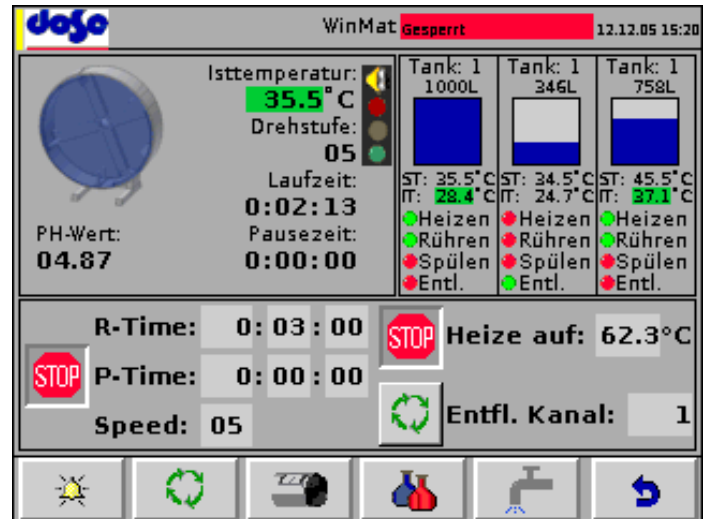 doso
WinMat
Gesperrt
12.12.05 15:20
Isttemperatur:
35.5°C
Drehstufe:
05
Laufzeit:
0:02:13
Pausezeit:
0:00:00
PH-Wert:
04.87
Tank: 1
1000L
ST: 35.5°C
IT: 28.4°C
Heizen
Rühren
Spülen
Entl.
Tank: 1
346L
ST: 34.5°C
IT: 24.7°C
Heizen
Rühren
Spülen
Entl.
Tank: 1
758L
ST: 45.5°C
IT: 37.1°C
Heizen
Rühren
Spülen
Entl.
STOP
R-Time: 0: 03: 00
P-Time: 0: 00: 00
Speed: 05
STOP
Heize auf: 62.3°C
Entfl. Kanal: 1